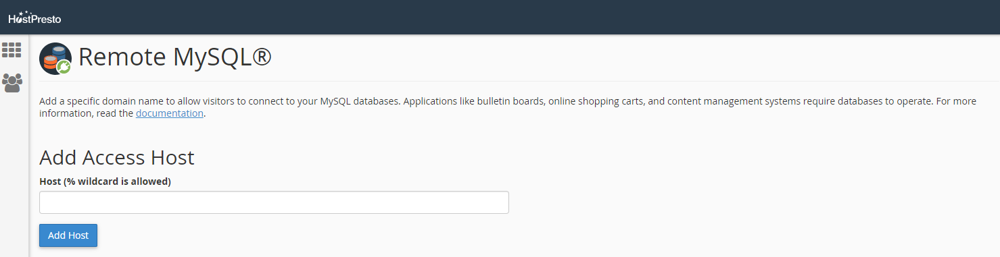 HostPresto
Remote MySQL®
Add a specific domain name to allow visitors to connect to your MySQL databases. Applications like bulletin boards, online shopping carts, and content management systems require databases to operate. For more
information, read the documentation.
Add Access Host
Host (% wildcard is allowed)
Add Host